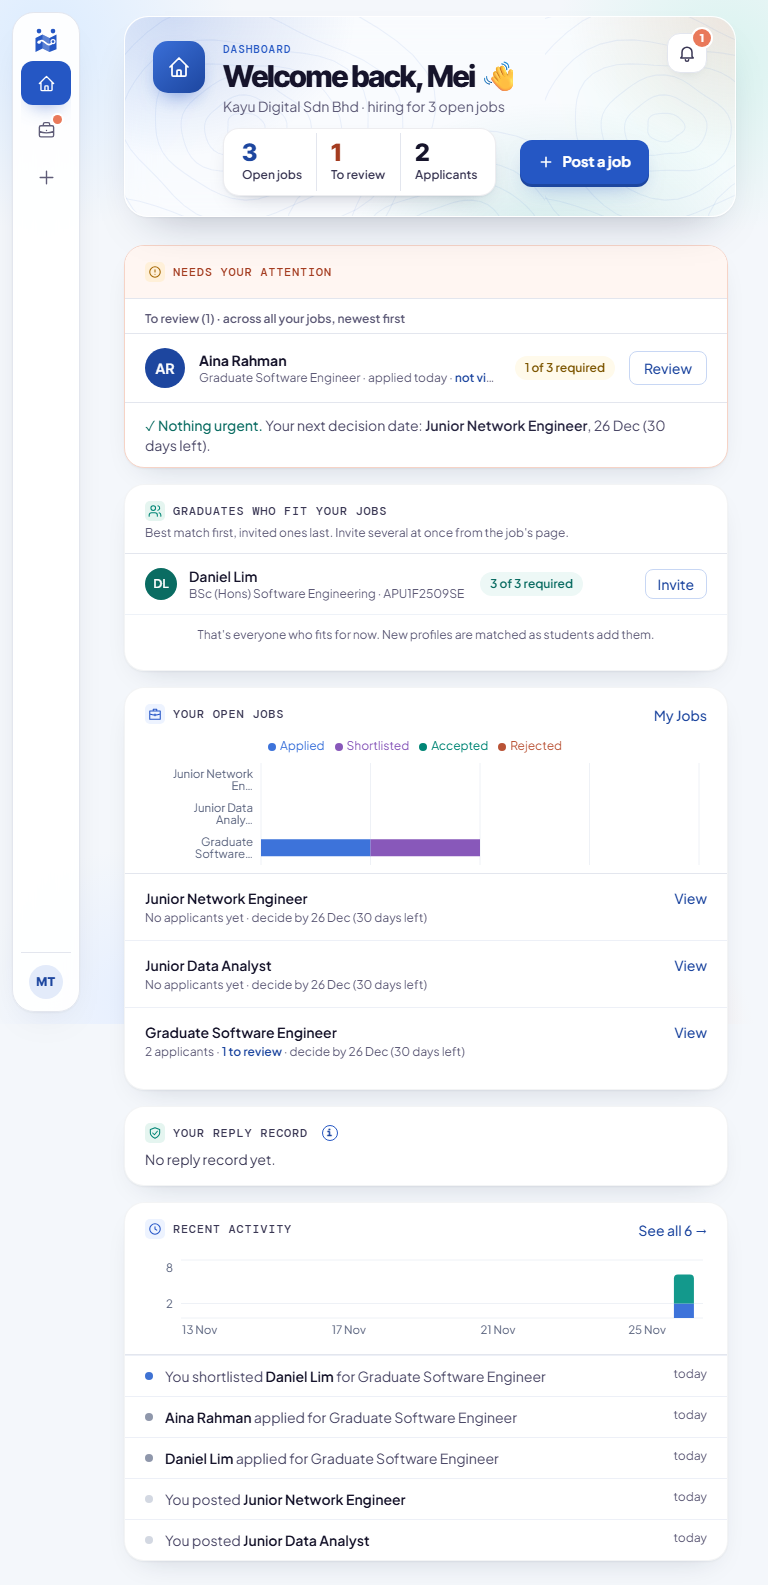 DASHBOARD
Welcome back, Mei 👋
Kayu Digital Sdn Bhd · hiring for 3 open jobs
1
3
Open jobs
1
To review
2
Applicants
+ Post a job
NEEDS YOUR ATTENTION
To review (1) · across all your jobs, newest first
AR
Aina Rahman
Graduate Software Engineer · applied today · not vi…
1 of 3 required
Review
✓ Nothing urgent. Your next decision date: Junior Network Engineer, 26 Dec (30
days left).
GRADUATES WHO FIT YOUR JOBS
Best match first, invited ones last. Invite several at once from the job's page.
DL
Daniel Lim
BSc (Hons) Software Engineering · APU1F2509SE
3 of 3 required
Invite
That's everyone who fits for now. New profiles are matched as students add them.
YOUR OPEN JOBS
My Jobs
Applied
Shortlisted
Accepted
Rejected
Junior Network
En…
Junior Data
Analy…
Graduate
Software…
Junior Network Engineer
No applicants yet · decide by 26 Dec (30 days left)
View
Junior Data Analyst
No applicants yet · decide by 26 Dec (30 days left)
View
Graduate Software Engineer
2 applicants · 1 to review · decide by 26 Dec (30 days left)
View
MT
YOUR REPLY RECORD
i
No reply record yet.
RECENT ACTIVITY
See all 6 →
8
2
13 Nov
17 Nov
21 Nov
25 Nov
You shortlisted Daniel Lim for Graduate Software Engineer
today
Aina Rahman applied for Graduate Software Engineer
today
Daniel Lim applied for Graduate Software Engineer
today
You posted Junior Network Engineer
today
You posted Junior Data Analyst
today